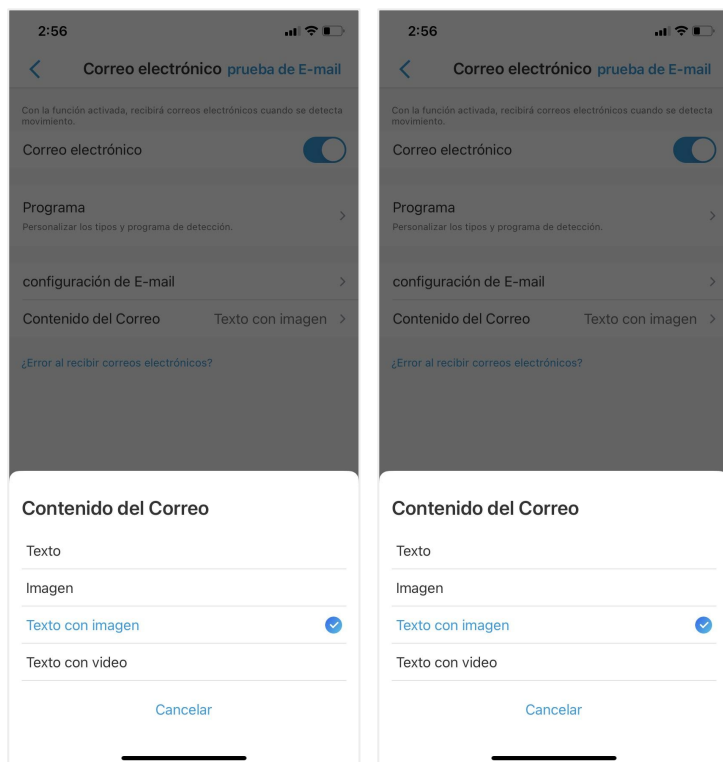 2:56
Correo electrónico prueba de E-mail
Con la función activada, recibirá correos electrónicos cuando se detecta
movimiento.
Correo electrónico
Programa
Personalizar los tipos y programa de detección.
configuración de E-mail
Contenido del Correo Texto con imagen
¿Error al recibir correos electrónicos?
Contenido del Correo
Texto
Imagen
Texto con imagen
Texto con video
Cancelar
2:56
Correo electrónico prueba de E-mail
Con la función activada, recibirá correos electrónicos cuando se detecta
movimiento.
Correo electrónico
Programa
Personalizar los tipos y programa de detección.
configuración de E-mail
Contenido del Correo Texto con imagen
¿Error al recibir correos electrónicos?
Contenido del Correo
Texto
Imagen
Texto con imagen
Texto con video
Cancelar